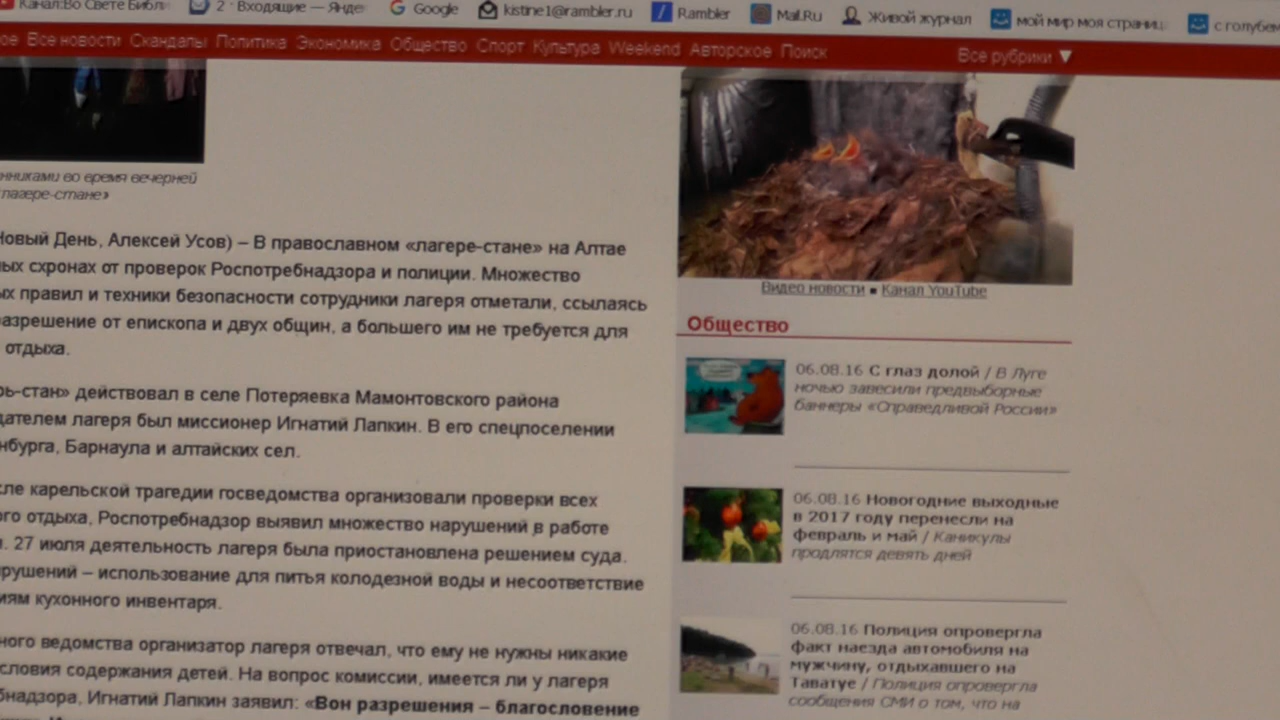 Канал:Во Свете Библ
2 · Входящие — Янде
Google
kistine1@rambler.ru
Rambler
Mail.Ru
Живой журнал
мой мир моя страниц
с голубем
ое Все новости Скандалы Политика Экономика Общество Спорт Культура Weekend Авторское Поиск
Все рубрики ▼
нниками во время вечерней
лагере-стане»
Новый День, Алексей Усов) – В православном «лагере-стане» на Алтае
ых схронах от проверок Роспотребнадзора и полиции. Множество
ых правил и техники безопасности сотрудники лагеря отметали, ссылаясь
азрешение от епископа и двух общин, а большего им не требуется для
отдыха.
рь-стан» действовал в селе Потеряевка Мамонтовского района
дателем лагеря был миссионер Игнатий Лапкин. В его спецпоселении
нбурга, Барнаула и алтайских сел.
сле карельской трагедии госведомства организовали проверки всех
ого отдыха, Роспотребнадзор выявил множество нарушений в работе
и. 27 июля деятельность лагеря была приостановлена решением суда.
рушений – использование для питья колодезной воды и несоответствие
иям кухонного инвентаря.
ного ведомства организатор лагеря отвечал, что ему не нужны никакие
словия содержания детей. На вопрос комиссии, имеется ли у лагеря
бнадзора, Игнатий Лапкин заявил: «Вон разрешения – благословение
Видео новости ■ Канал YouTube
Общество
06.08.16 С глаз долой / В Луге
ночью завесили предвыборные
баннеры «Справедливой России»
06.08.16 Новогодние выходные
в 2017 году перенесли на
февраль и май / Каникулы
продлятся девять дней
06.08.16 Полиция опровергла
факт наезда автомобиля на
мужчину, отдыхавшего на
Таватуе / Полиция опровергла
сообщения СМИ о том, что на